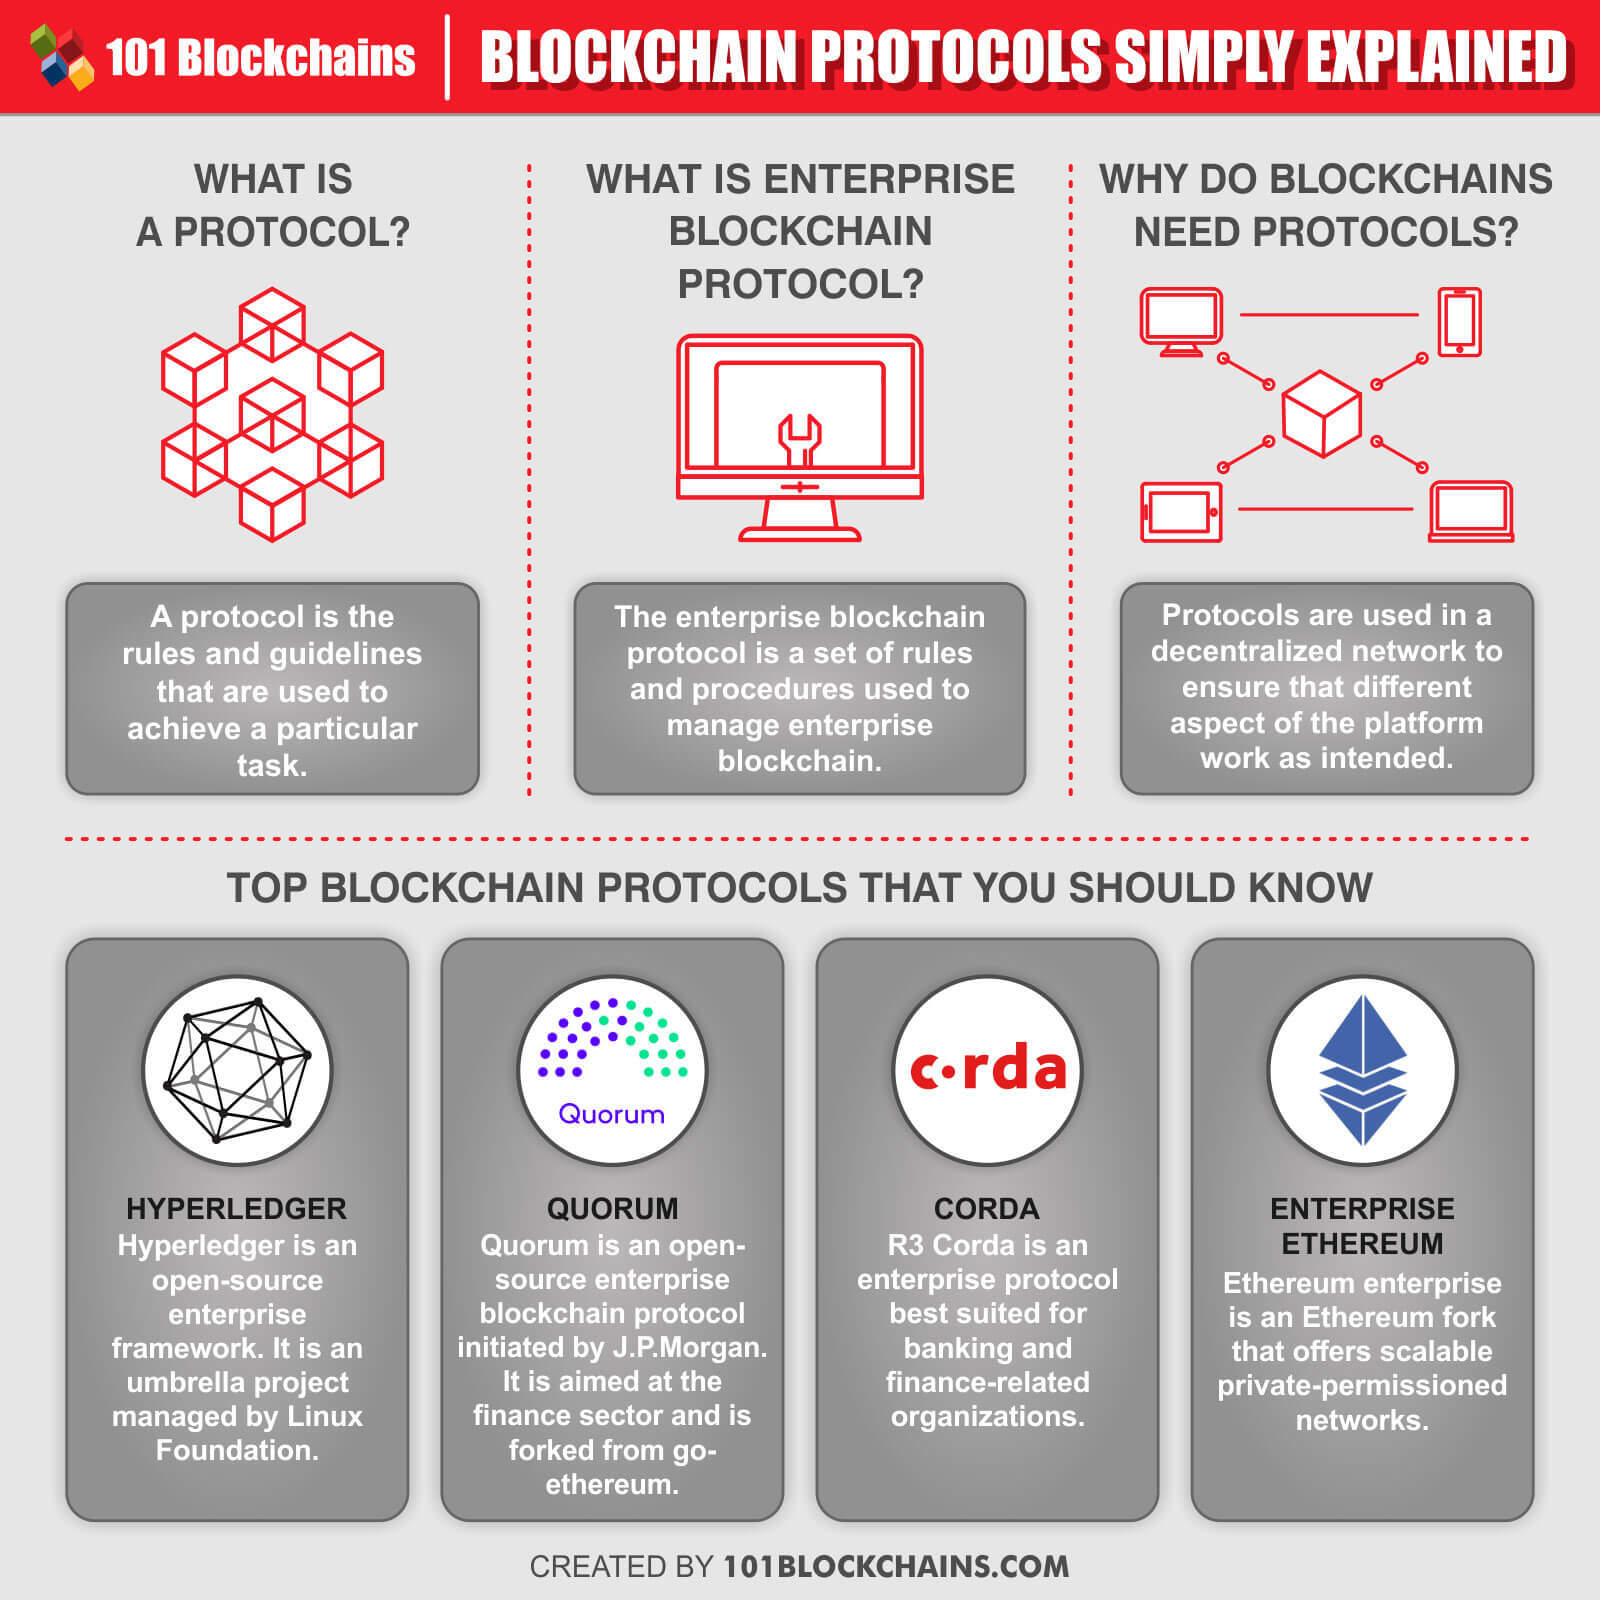 101 Blockchains
BLOCKCHAIN PROTOCOLS SIMPLY EXPLAINED
WHAT IS
A PROTOCOL?
A protocol is the
rules and guidelines
that are used to
achieve a particular
task.
WHAT IS ENTERPRISE
BLOCKCHAIN
PROTOCOL?
The enterprise blockchain
protocol is a set of rules
and procedures used to
manage enterprise
blockchain.
WHY DO BLOCKCHAINS
NEED PROTOCOLS?
Protocols are used in a
decentralized network to
ensure that different
aspect of the platform
work as intended.
TOP BLOCKCHAIN PROTOCOLS THAT YOU SHOULD KNOW
HYPERLEDGER
Hyperledger is an
open-source
enterprise
framework. It is an
umbrella project
managed by Linux
Foundation.
Quorum
QUORUM
Quorum is an open-
source enterprise
blockchain protocol
initiated by J.P.Morgan.
It is aimed at the
finance sector and is
forked from go-
ethereum.
c·rda
CORDA
R3 Corda is an
enterprise protocol
best suited for
banking and
finance-related
organizations.
ENTERPRISE
ETHEREUM
Ethereum enterprise
is an Ethereum fork
that offers scalable
private-permissioned
networks.
CREATED BY 101BLOCKCHAINS.COM